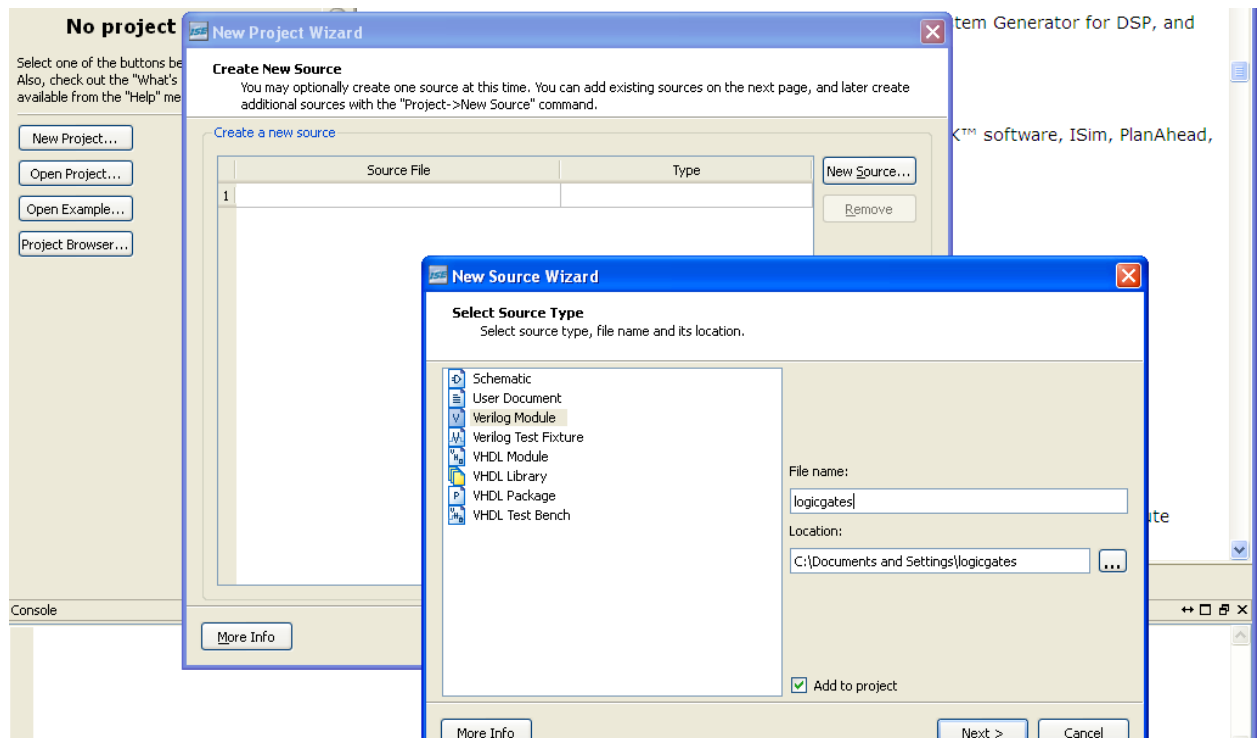 No project
Select one of the buttons be
Also, check out the "What's
available from the "Help" me
New Project...
Open Project...
Open Example...
Project Browser...
tem Generator for DSP, and
™ software, ISim, PlanAhead,
Console
ISE New Project Wizard
Create New Source
You may optionally create one source at this time. You can add existing sources on the next page, and later create
additional sources with the "Project->New Source" command.
Create a new source
Source File Type
1
New Source...
Remove
More Info
ISE New Source Wizard
Select Source Type
Select source type, file name and its location.
Schematic
User Document
Verilog Module
Verilog Test Fixture
VHDL Module
VHDL Library
VHDL Package
VHDL Test Bench
File name:
logicgates
Location:
C:\Documents and Settings\logicgates
...
Add to project
More Info
Next >
Cancel